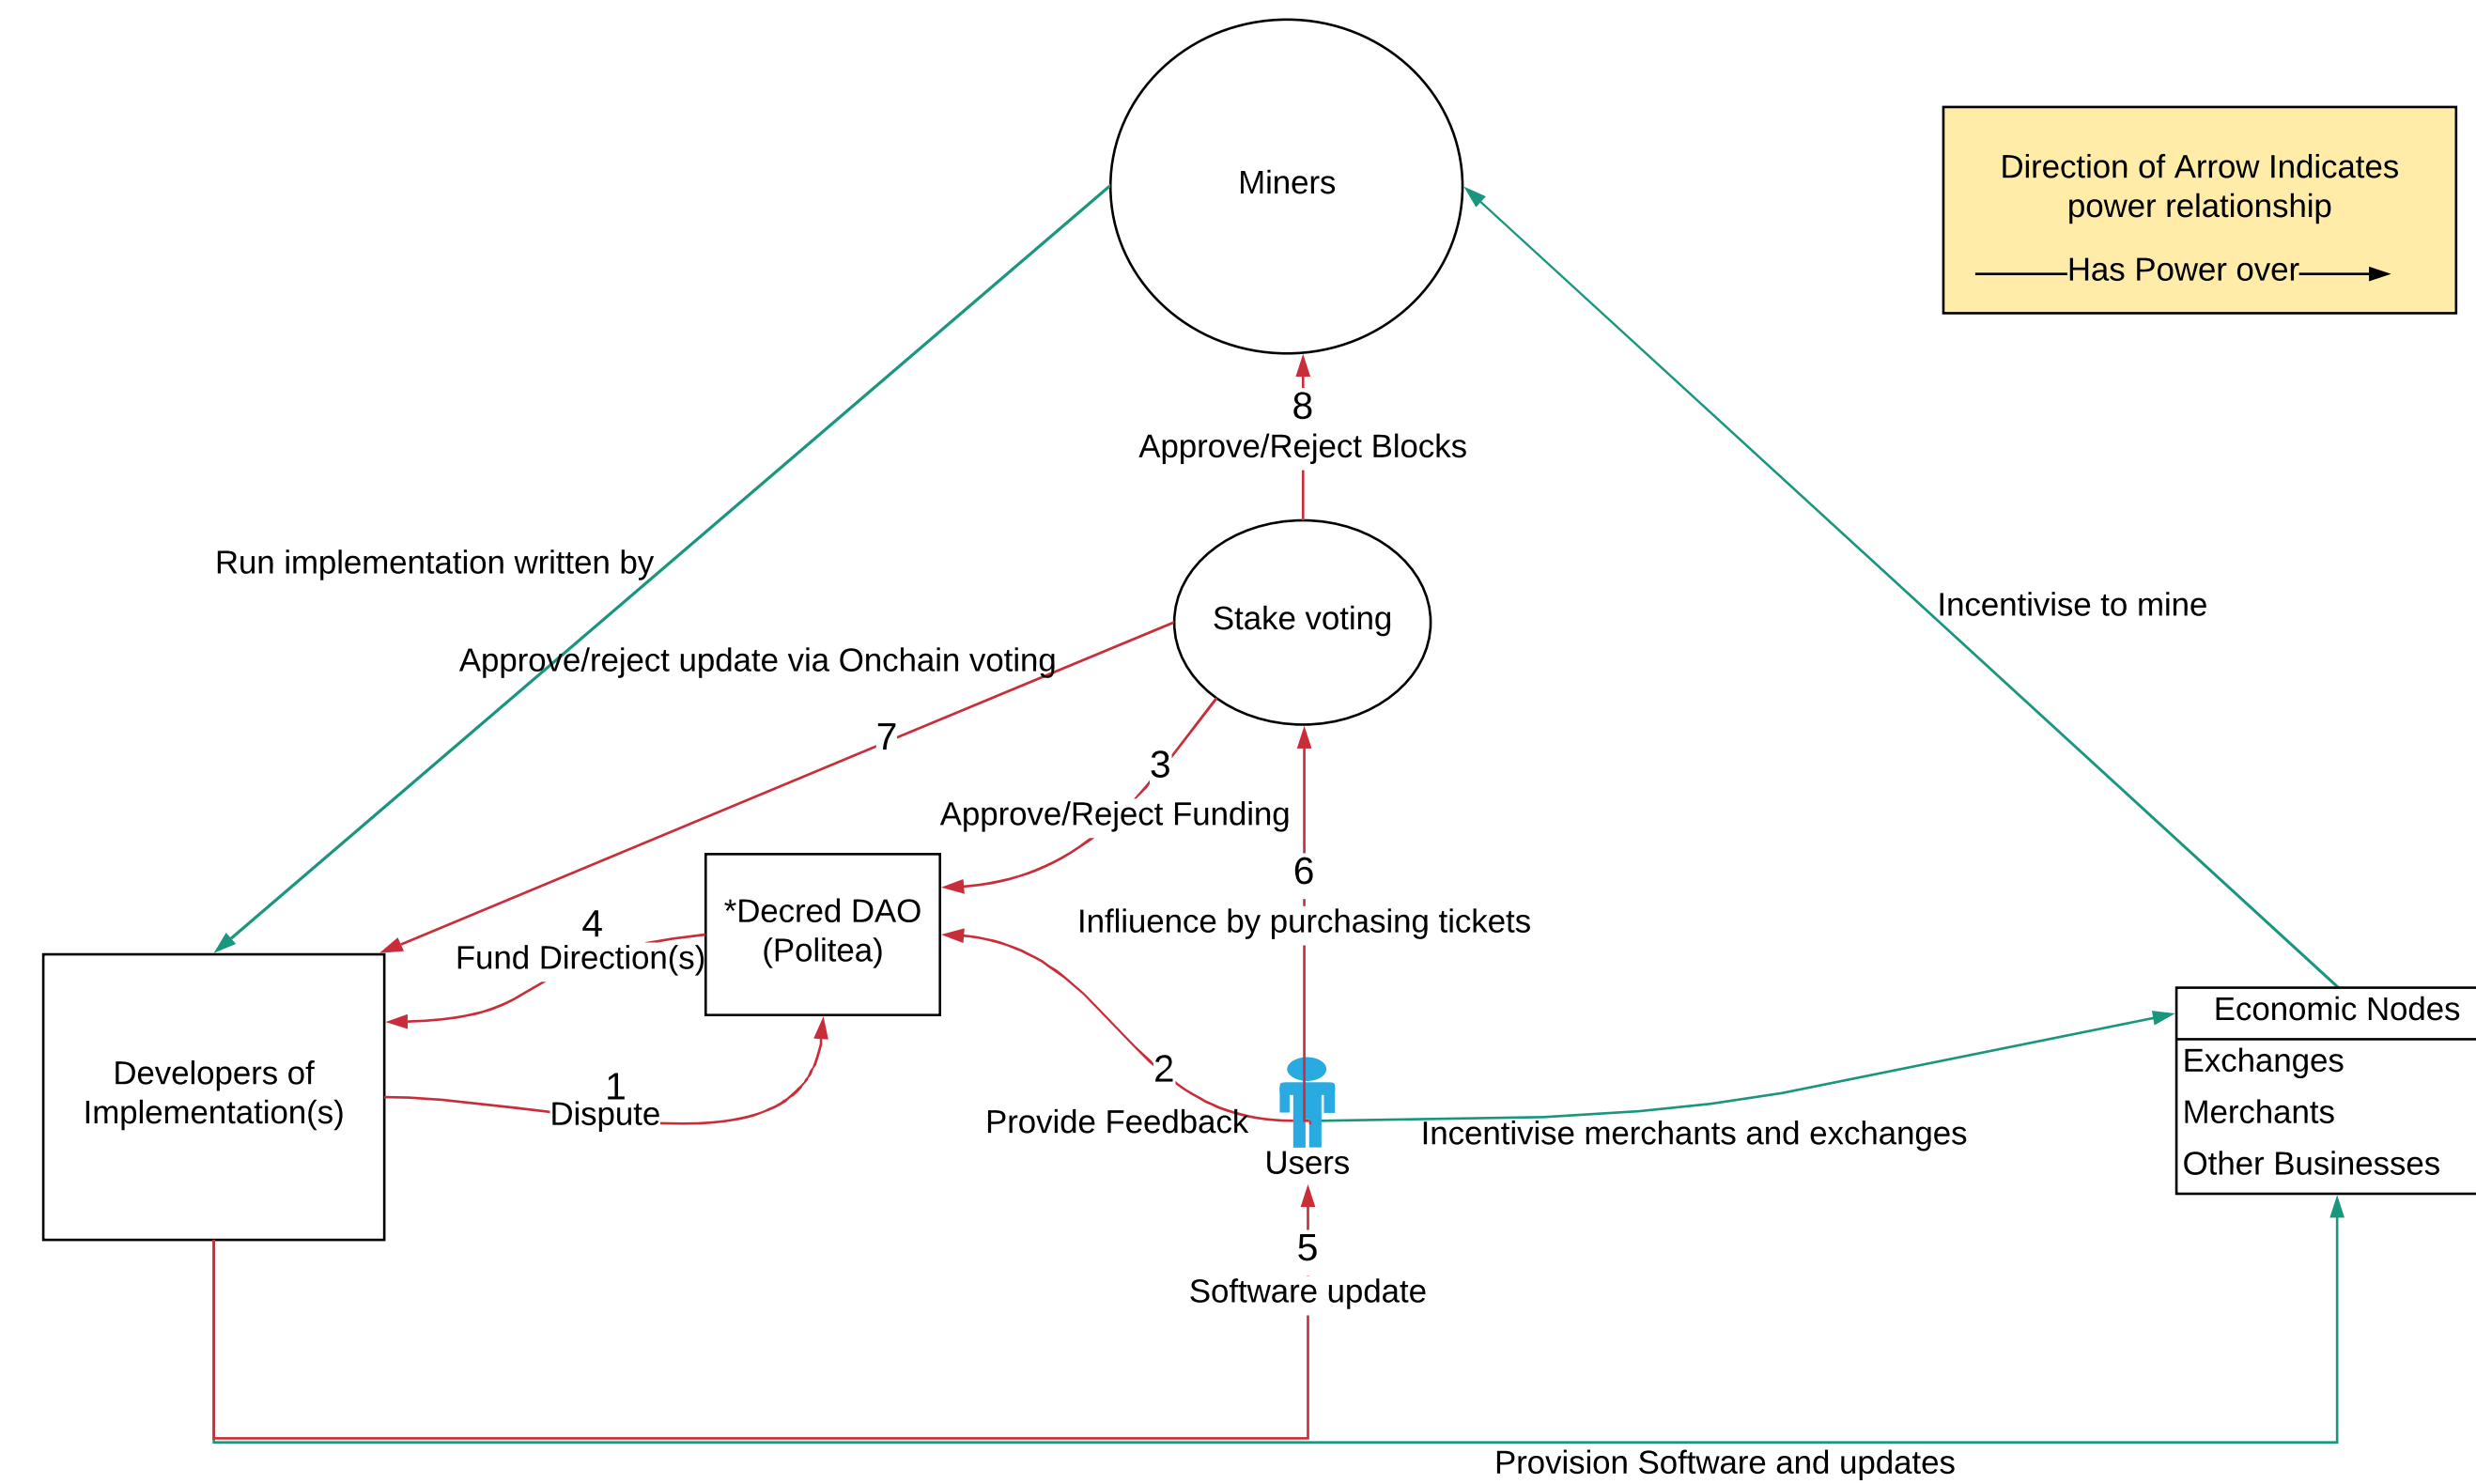 Miners
Direction of Arrow Indicates
power relationship
Has Power over
8
Approve/Reject Blocks
Run implementation written by
Incentivise to mine
Stake voting
Approve/reject update via Onchain voting
7
3
Approve/Reject Funding
6
Infliuence by purchasing tickets
*Decred DAO
(Politea)
4
Fund Direction(s)
Economic Nodes
Exchanges
Merchants
Other Businesses
Developers of
Implementation(s)
1
Dispute
2
Provide Feedback
Incentivise merchants and exchanges
Users
5
Software update
Provision Software and updates